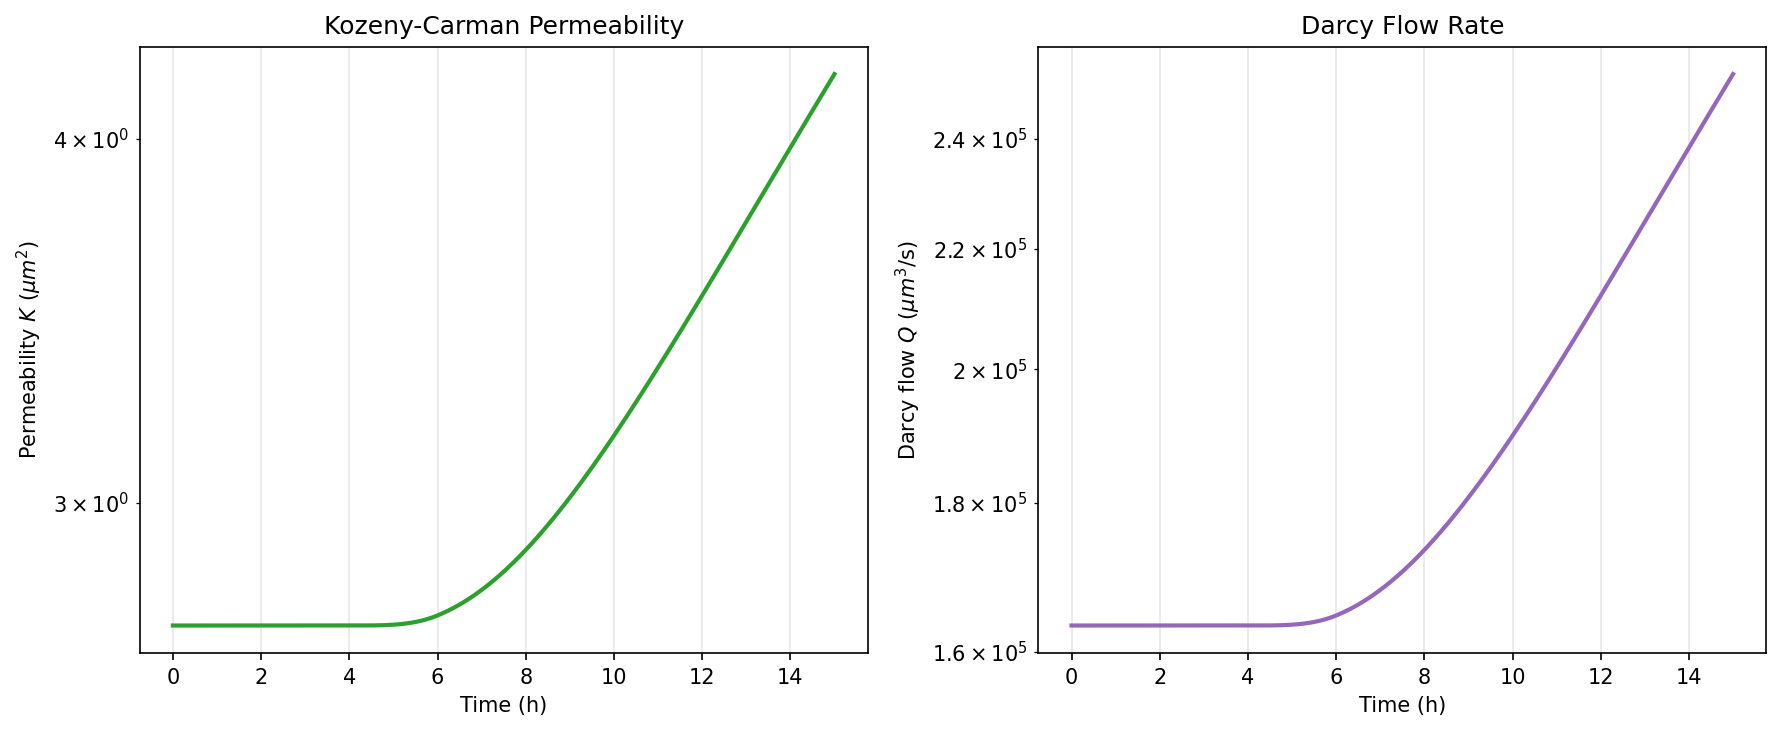 Kozeny-Carman Permeability
Permeability K (μm²)
4 × 10⁰
3 × 10⁰
0 2 4 6 8 10 12 14
Time (h)
Darcy Flow Rate
Darcy flow Q (μm³/s)
2.4 × 10⁵
2.2 × 10⁵
2 × 10⁵
1.8 × 10⁵
1.6 × 10⁵
0 2 4 6 8 10 12 14
Time (h)